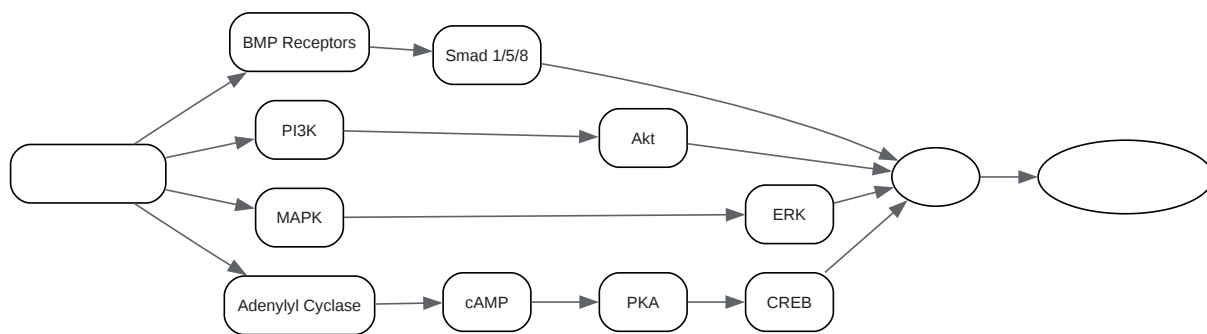 BMP Receptors
Smad 1/5/8
PI3K
Akt
MAPK
ERK
Adenylyl Cyclase
cAMP
PKA
CREB